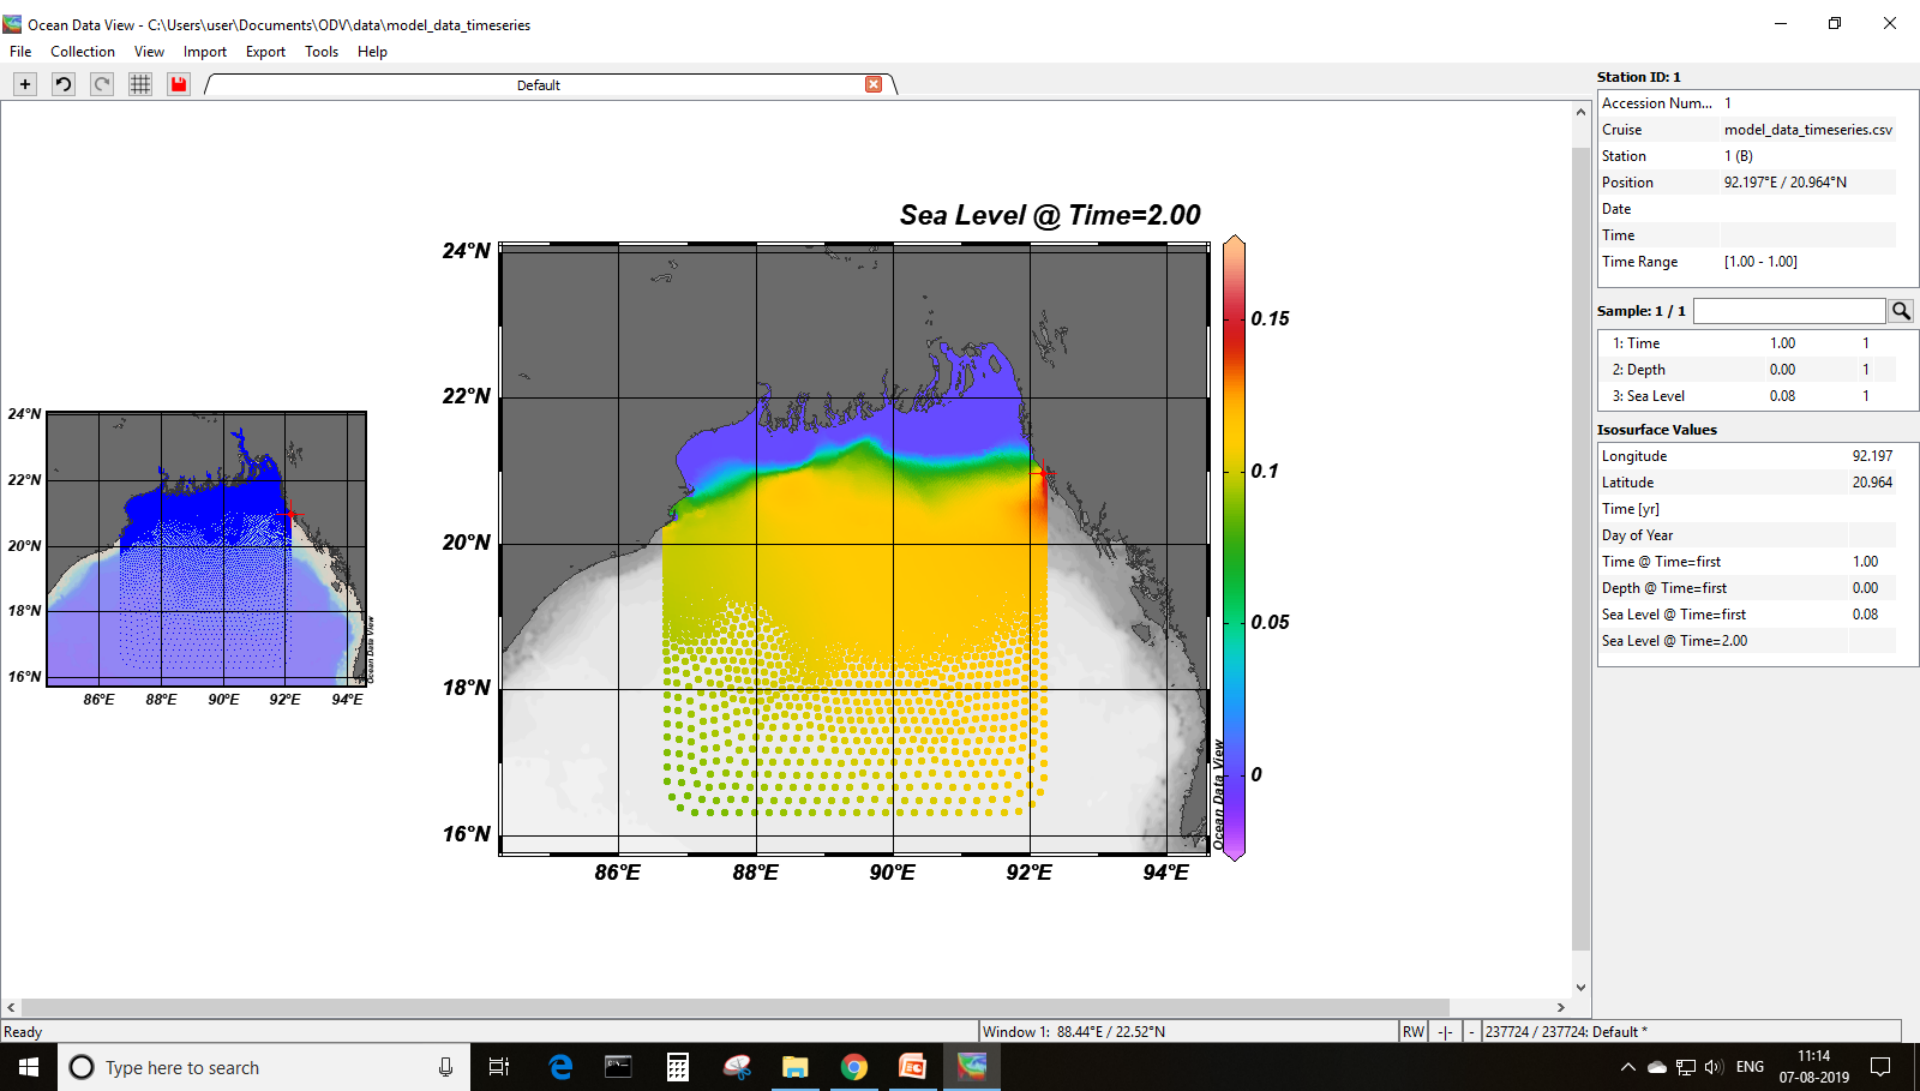 Ocean Data View - C:\Users\user\Documents\ODV\data\model_data_timeseries
File Collection View Import Export Tools Help
Default
Sea Level @ Time=2.00
24°N
22°N
20°N
18°N
16°N
86°E 88°E 90°E 92°E 94°E
Ocean Data View
24°N
22°N
20°N
18°N
16°N
86°E 88°E 90°E 92°E 94°E
Ocean Data View
0.15
0.1
0.05
0
Station ID: 1
Accession Num... 1
Cruise model_data_timeseries.csv
Station 1 (B)
Position 92.197°E / 20.964°N
Date
Time
Time Range [1.00 - 1.00]
Sample: 1 / 1
1: Time 1.00 1
2: Depth 0.00 1
3: Sea Level 0.08 1
Isosurface Values
Longitude 92.197
Latitude 20.964
Time [yr]
Day of Year
Time @ Time=first 1.00
Depth @ Time=first 0.00
Sea Level @ Time=first 0.08
Sea Level @ Time=2.00
Ready
Window 1: 88.44°E / 22.52°N
RW -|- - 237724 / 237724: Default *
Type here to search
ENG
11:14
07-08-2019